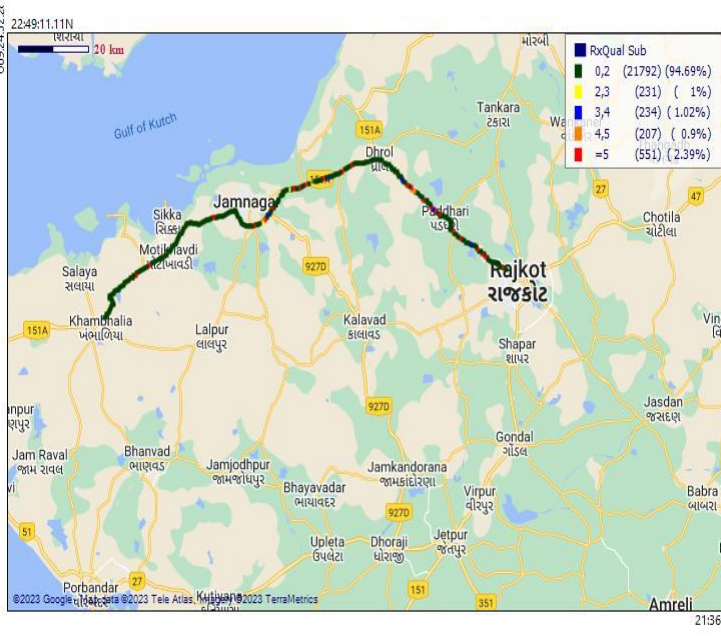 22:49:11.11N
20 km
મોરબી
RxQual Sub
0,2 (21792) (94.69%)
2,3 (231) ( 1%)
3,4 (234) ( 1.02%)
4,5 (207) ( 0.9%)
=5 (551) ( 2.39%)
Gulf of Kutch
151A
Tankara
ટંકારા
Dhrol
27
47
Jamnaga
Sikka
સિક્કા
Paddhari
Chotila
ચોટીલા
Salaya
સલાયા
927D
Rajkot
રાજકોટ
Khambhalia
ખંભાળિયા
151A
Lalpur
લાલપુર
Kalavad
કાલાવડ
Shapar
શાપર
927D
Jasdan
જસદણ
Jam Raval
જામ રાવલ
Bhanvad
ભાણવડ
Jamjodhpur
જામજોધપુર
Gondal
ગોંડલ
Jamkandorana
જામકંડોરણા
Bhayavadar
ભાયાવદર
Virpur
વીરપુર
Babra
બાબરા
927D
51
Upleta
ઉપલેટા
Dhoraji
ધોરાજી
Jetpur
જેતપુર
Porbandar
27
Kutiyana
151
351
Amreli
©2023 Google - Map data ©2023 Tele Atlas, Imagery ©2023 TerraMetrics
21:36